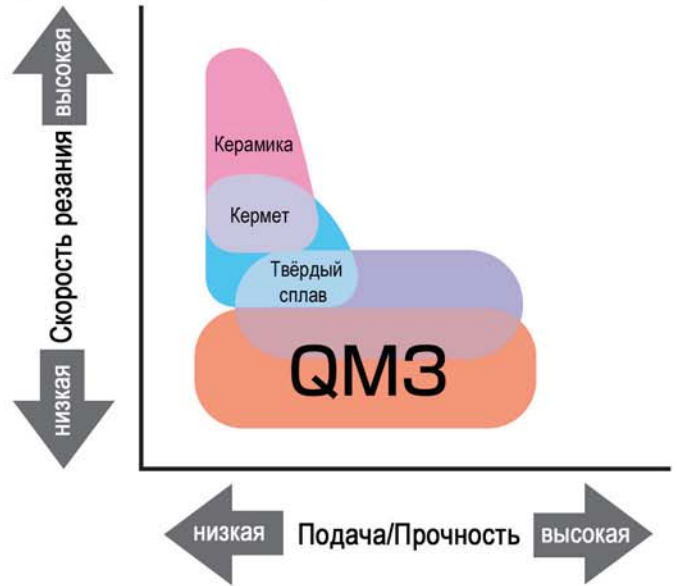 высокая
Скорость резания
низкая
Керамика
Кермет
Твёрдый
сплав
QM3
низкая
Подача/Прочность
высокая